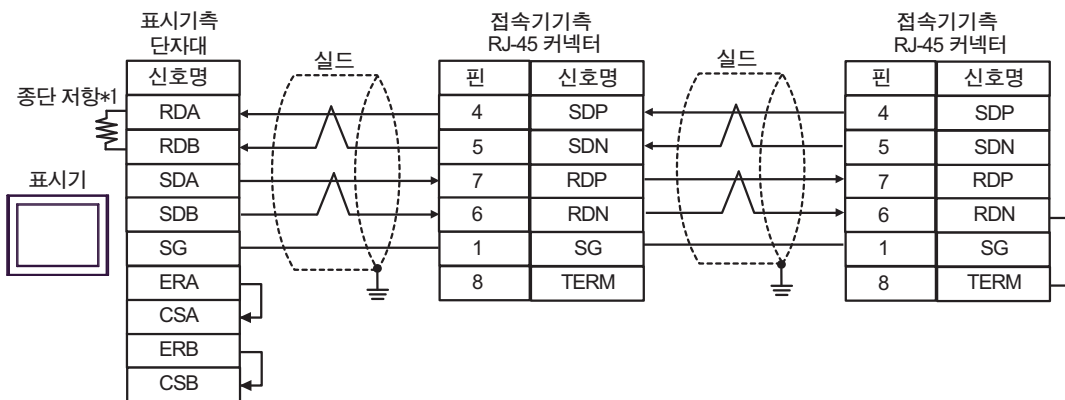 표시기측
단자대
실드
접속기기측
RJ-45 커넥터
실드
접속기기측
RJ-45 커넥터
종단 저항*1
표시기
신호명
RDA
RDB
SDA
SDB
SG
ERA
CSA
ERB
CSB
핀 신호명
4 SDP
5 SDN
7 RDP
6 RDN
1 SG
8 TERM
핀 신호명
4 SDP
5 SDN
7 RDP
6 RDN
1 SG
8 TERM